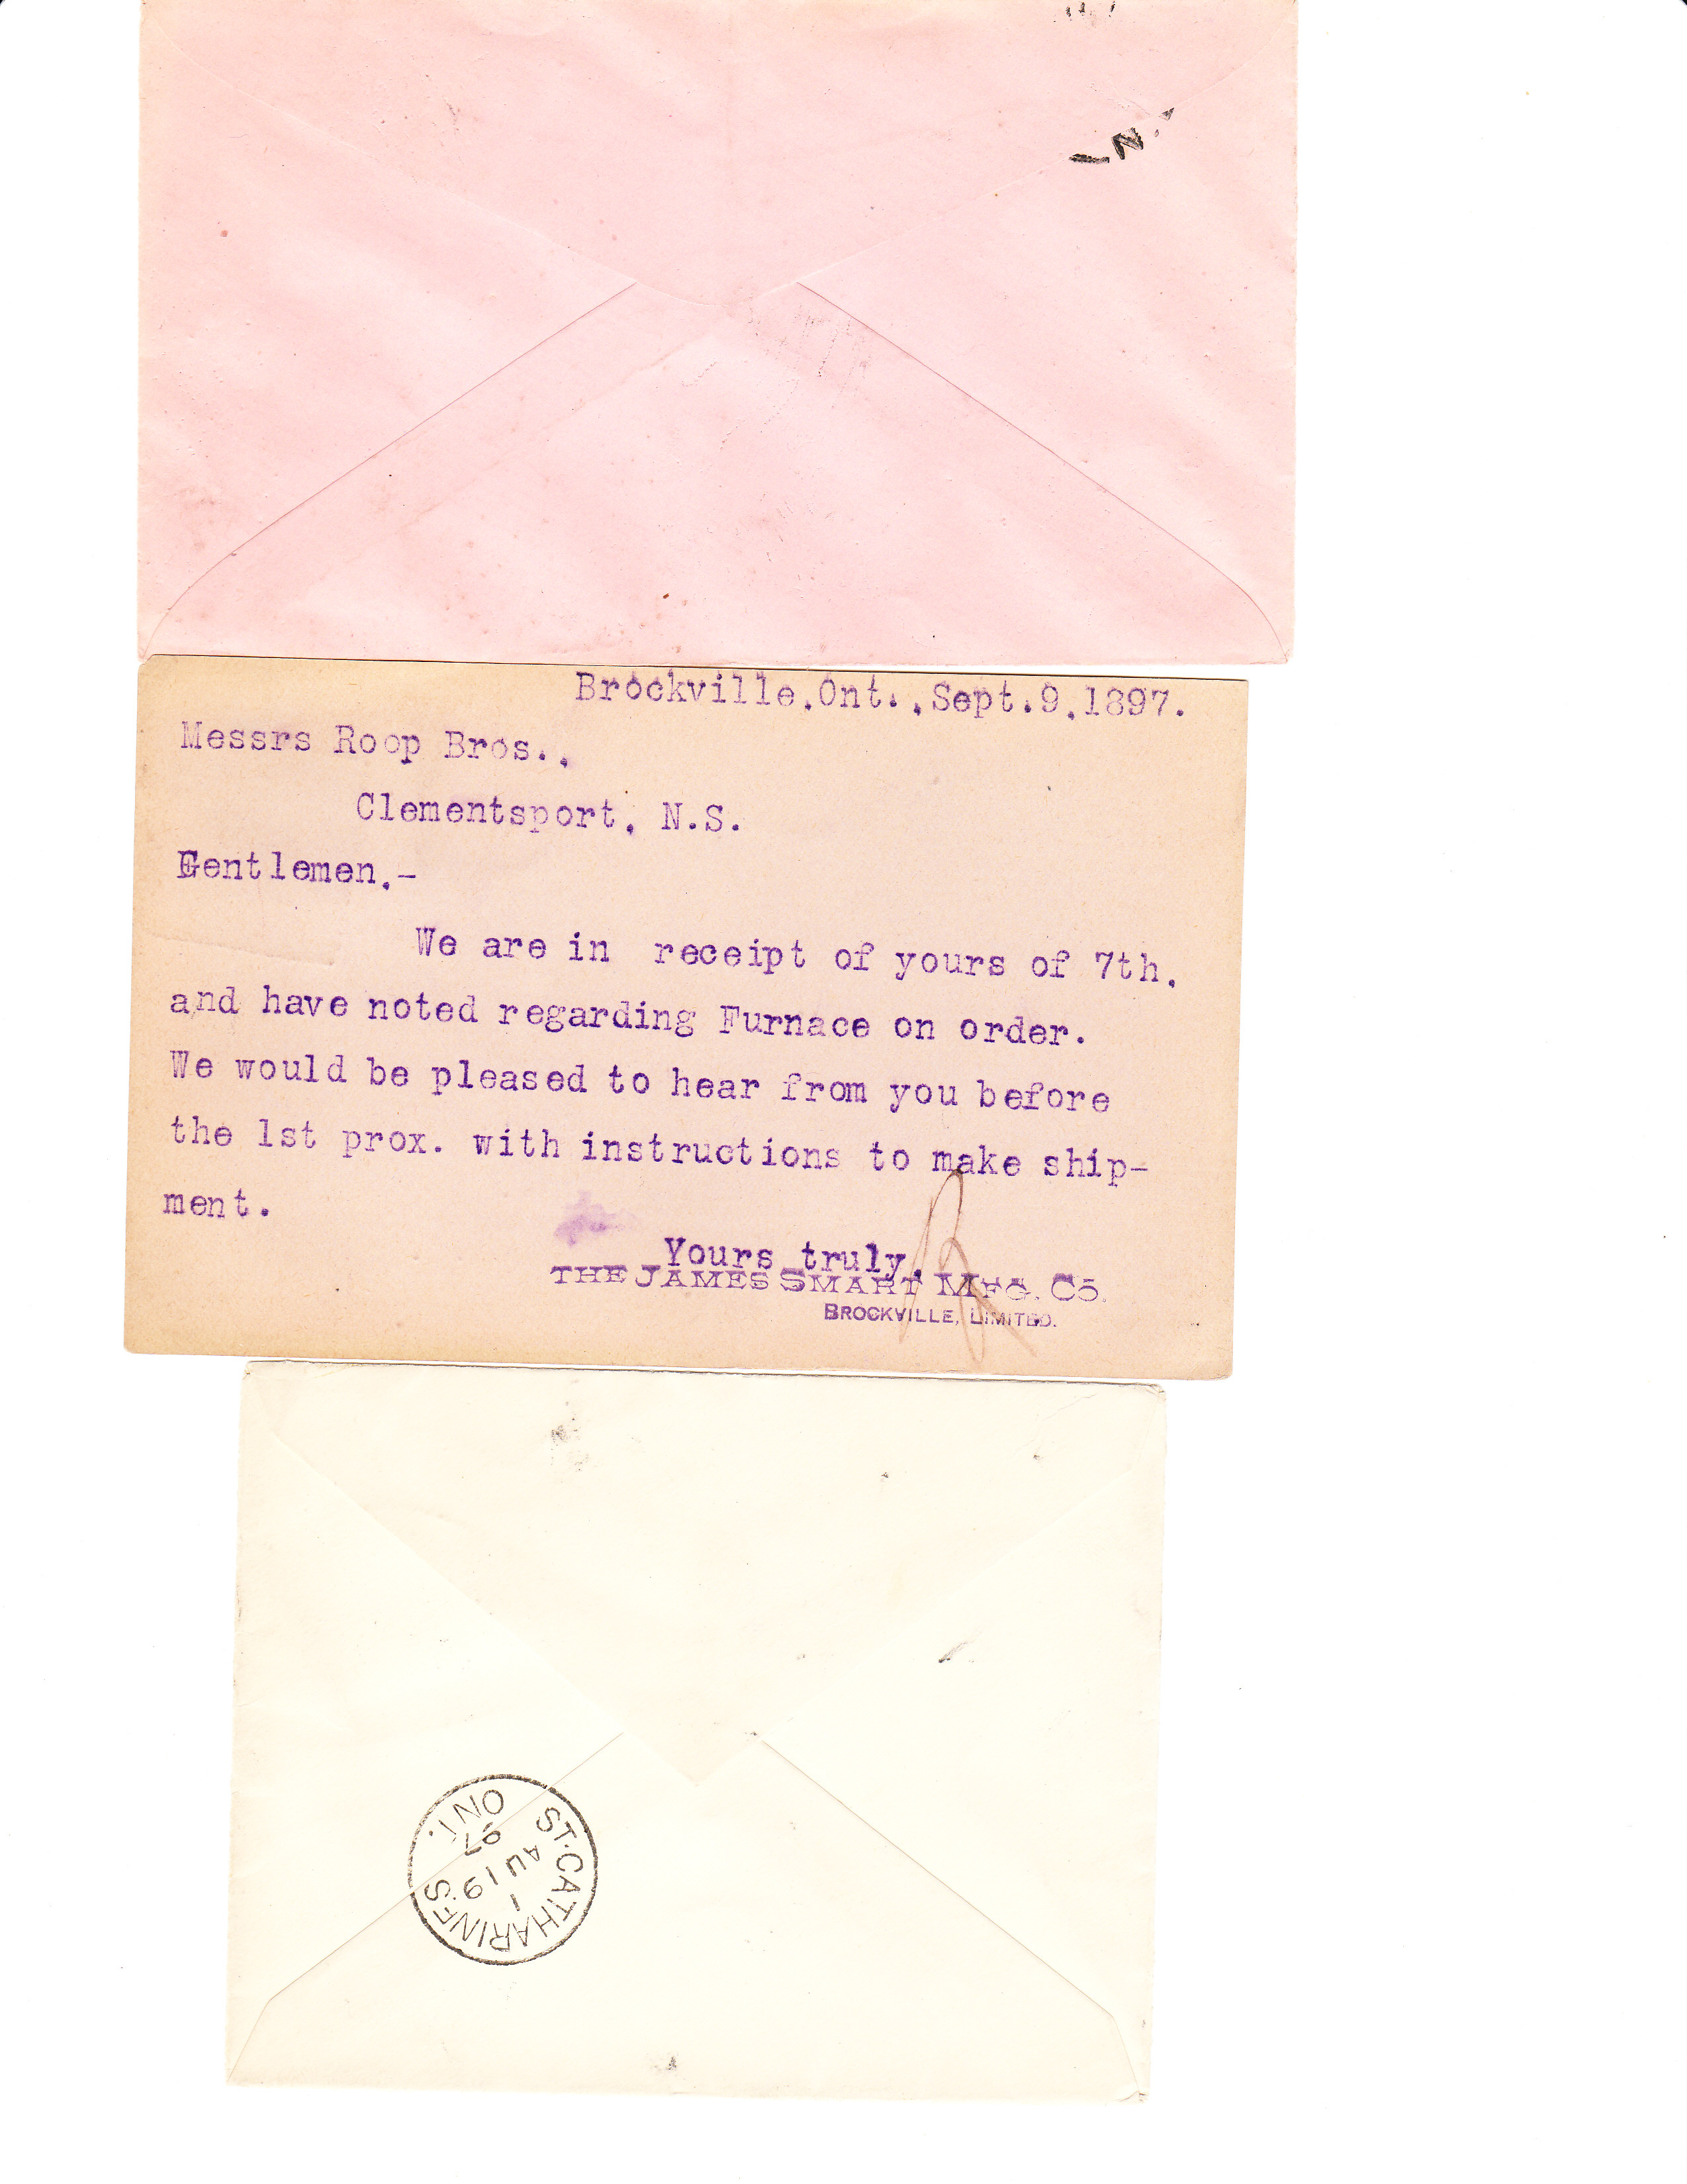 N.
Brockville,Ont.,Sept.9,1897.
Messrs Roop Bros.,
Clementsport, N.S.
Gentlemen,-
We are in receipt of yours of 7th,
and have noted regarding Furnace on order.
We would be pleased to hear from you before
the 1st prox. with instructions to make ship-
ment.
Yours truly,
THE JAMES SMART MFG. CO.
BROCKVILLE, LIMITED.
ST. CATHARINES
1
AU 19
97
ONT.